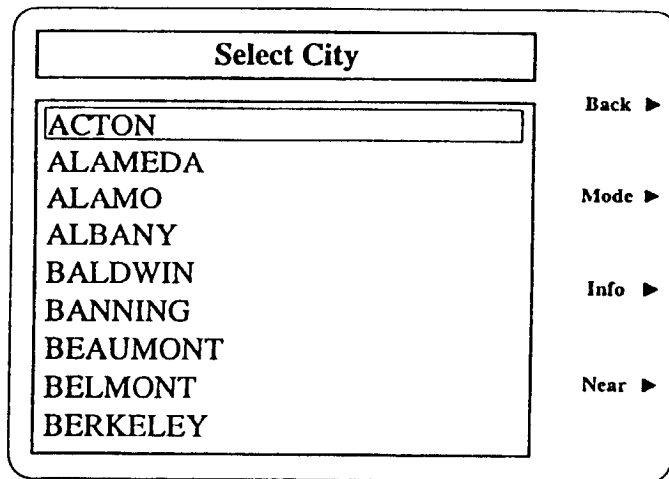 Select City
ACTON
ALAMEDA
ALAMO
ALBANY
BALDWIN
BANNING
BEAUMONT
BELMONT
BERKELEY
Back ▶
Mode ▶
Info ▶
Near ▶